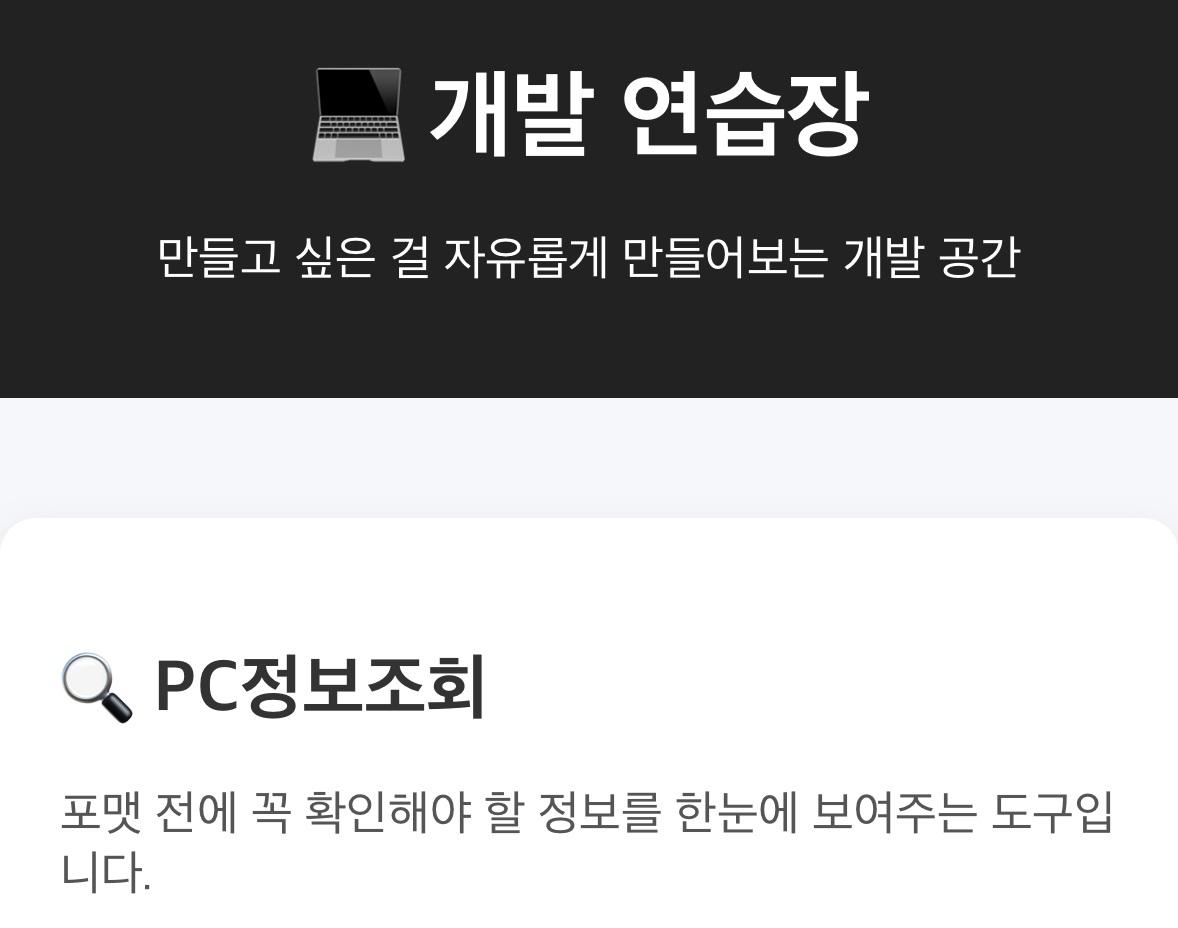 개발 연습장
만들고 싶은 걸 자유롭게 만들어보는 개발 공간
PC정보조회
포맷 전에 꼭 확인해야 할 정보를 한눈에 보여주는 도구입
니다.